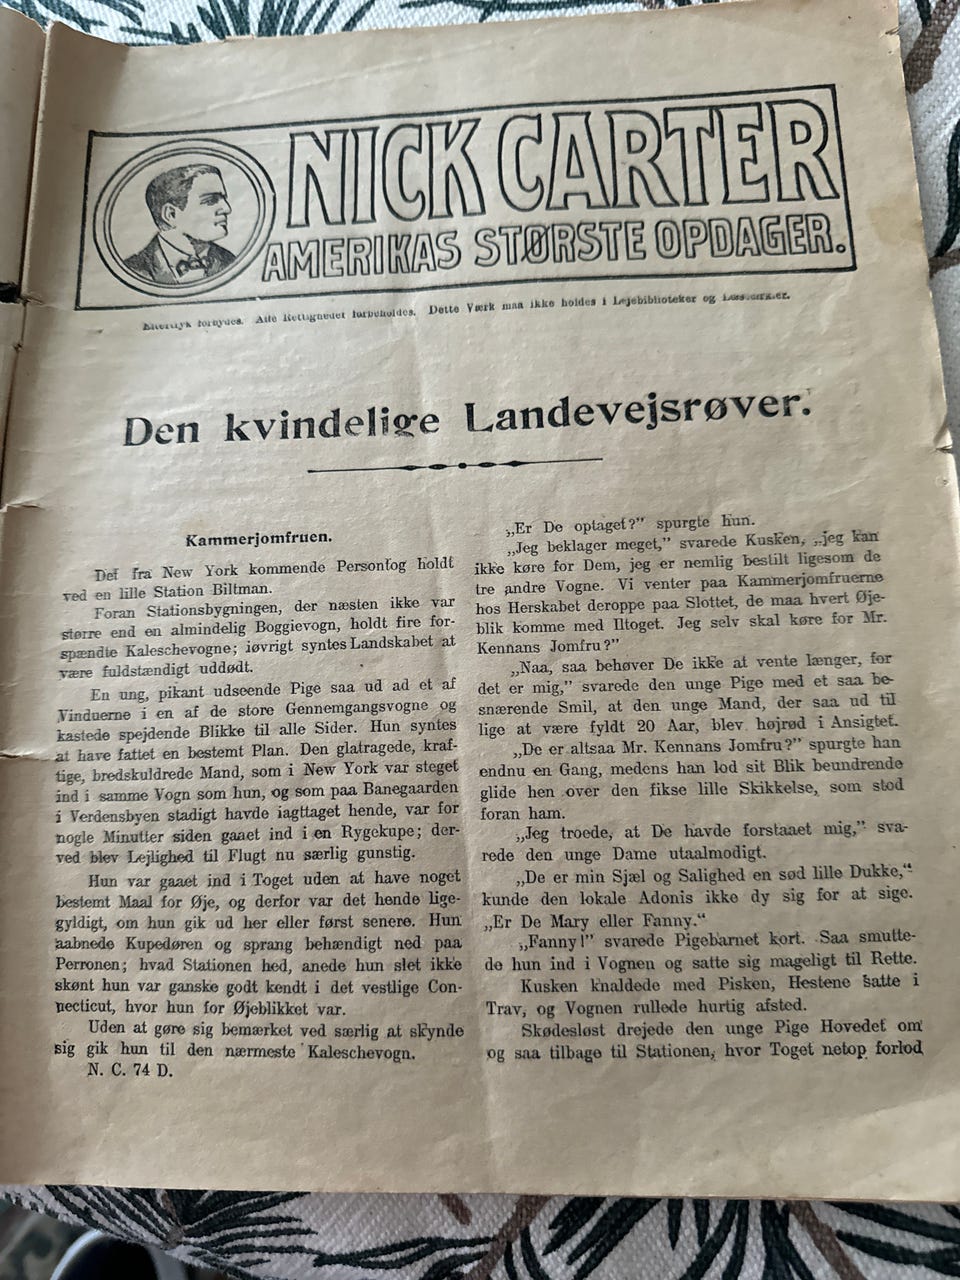 NICK CARTER
AMERIKAS STØRSTE OPDAGER.
Eftertryk forbydes. Alle Rettigheder forbeholdes. Dette Værk maa ikke holdes i Lejebiblioteker og
Den kvindelige Landevejsrøver.
Kammerjomfruen.
Det fra New York kommende Persontog holdt
ved en lille Station Biltman.
Foran Stationsbygningen, der næsten ikke var
større end en almindelig Boggievogn, holdt fire for-
spændte Kaleschevogne; iøvrigt syntes Landskabet at
være fuldstændigt uddødt.
En ung, pikant udseende Pige saa ud ad et af
Vinduerne i en af de store Gennemgangsvogne og
kastede spejdende Blikke til alle Sider. Hun syntes
at have fattet en bestemt Plan. Den glatragede, kraf-
tige, bredskuldrede Mand, som i New York var steget
ind i samme Vogn som hun, og som paa Banegaarden
i Verdensbyen stadigt havde iagttaget hende, var for
nogle Minutter siden gaaet ind i en Rygekupe; der-
ved blev Lejlighed til Flugt nu særlig gunstig.
Hun var gaaet ind i Toget uden at have noget
bestemt Maal for Øje, og derfor var det hende lige-
gyldigt, om hun gik ud her eller først senere. Hun
aabnede Kupedøren og sprang behændigt ned paa
Perronen; hvad Stationen hed, anede hun slet ikke
skønt hun var ganske godt kendt i det vestlige Con-
necticut, hvor hun for Øjeblikket var.
Uden at gøre sig bemærket ved særlig at skynde
sig gik hun til den nærmeste Kaleschevogn.
N. C. 74 D.
„Er De optaget?” spurgte hun.
„Jeg beklager meget,” svarede Kusken, „jeg kan
ikke køre for Dem, jeg er nemlig bestilt ligesom de
tre andre Vogne. Vi venter paa Kammerjomfruerne
hos Herskabet deroppe paa Slottet, de maa hvert Øje-
blik komme med Iltoget. Jeg selv skal køre for Mr.
Kennans Jomfru?”
„Naa, saa behøver De ikke at vente længer, for
det er mig,” svarede den unge Pige med et saa be-
snærende Smil, at den unge Mand, der saa ud til
lige at være fyldt 20 Aar, blev højrød i Ansigtet.
„De er altsaa Mr. Kennans Jomfru?” spurgte han
endnu en Gang, medens han lod sit Blik beundrende
glide hen over den fikse lille Skikkelse, som stod
foran ham.
„Jeg troede, at De havde forstaaet mig,” sva-
rede den unge Dame utaalmodigt.
„De er min Sjæl og Salighed en sød lille Dukke,“
kunde den lokale Adonis ikke dy sig for at sige.
„Er De Mary eller Fanny.“
„Fanny!” svarede Pigebarnet kort. Saa smutte-
de hun ind i Vognen og satte sig mageligt til Rette.
Kusken knaldede med Pisken, Hestene satte i
Trav, og Vognen rullede hurtig afsted.
Skødesløst drejede den unge Pige Hovedet om
og saa tilbage til Stationen, hvor Toget netop forlod